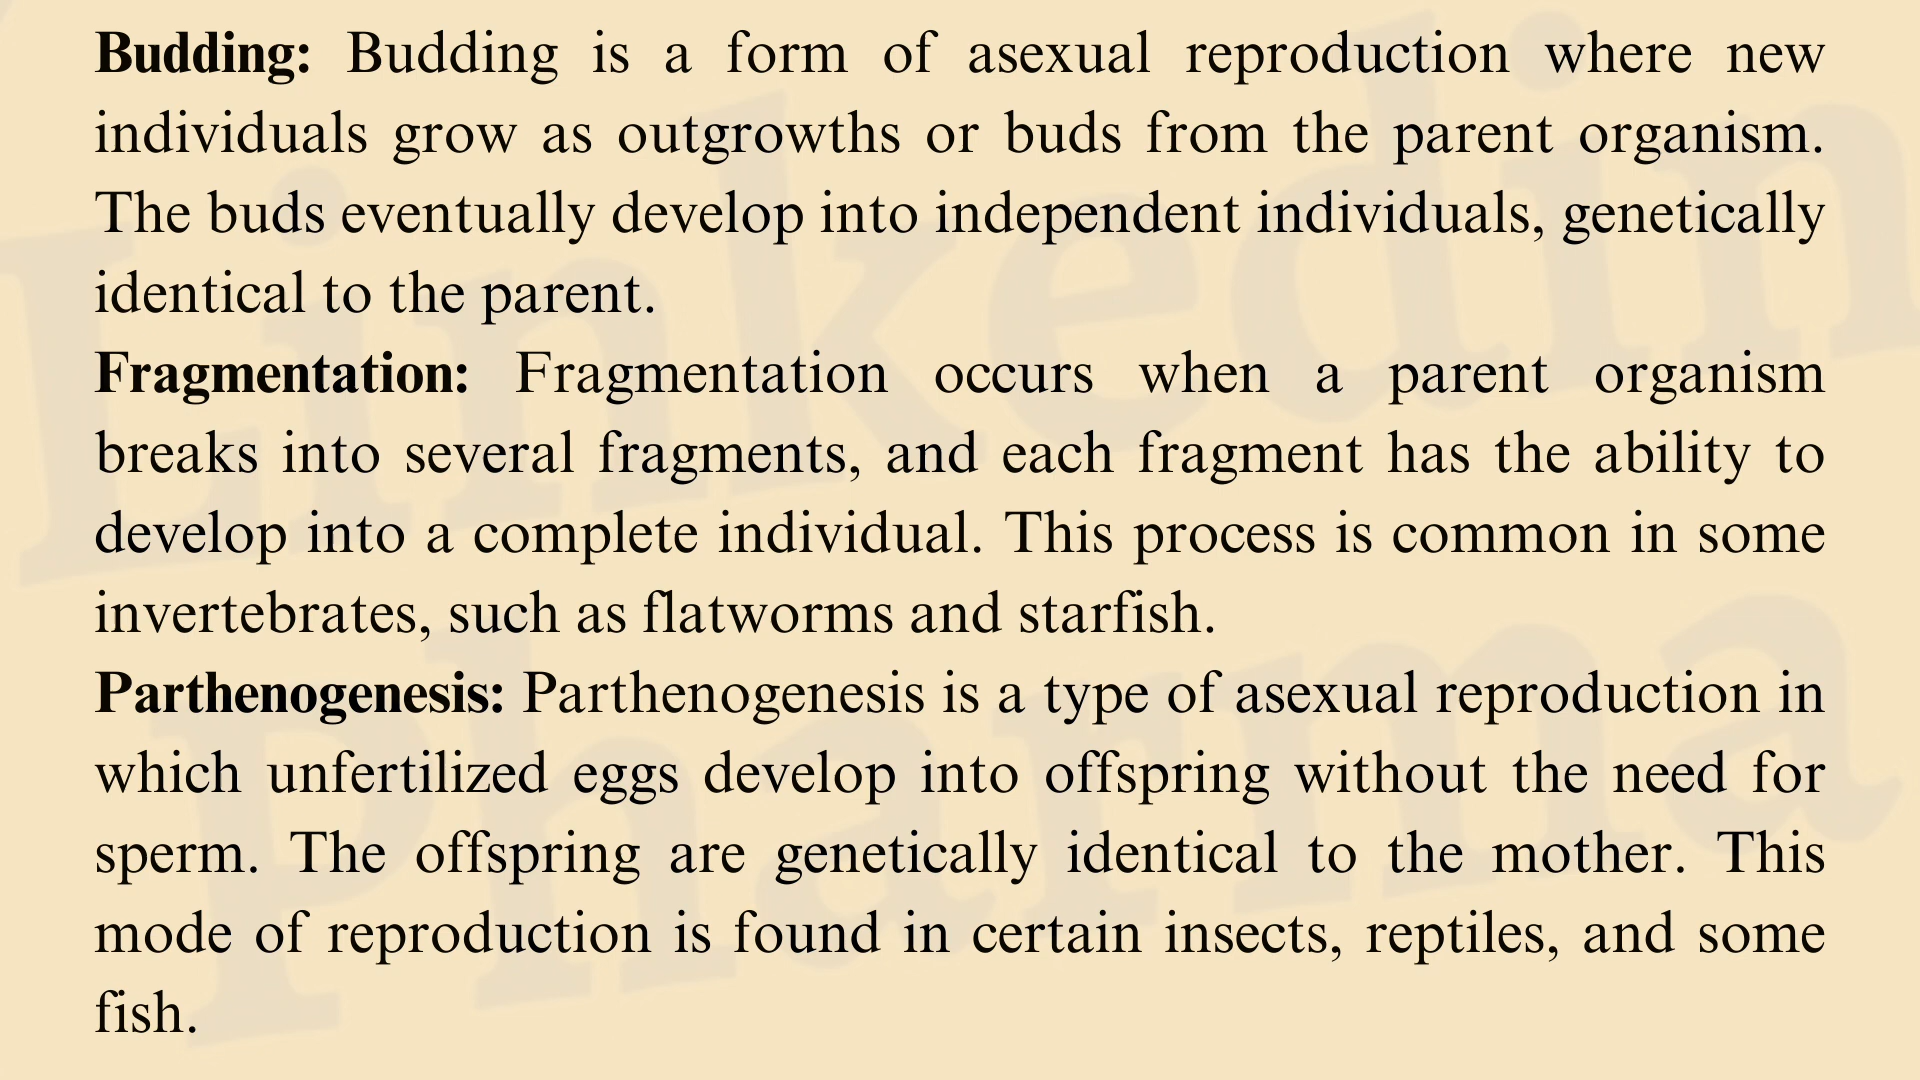 Budding: Budding is a form of asexual reproduction where new
individuals grow as outgrowths or buds from the parent organism.
The buds eventually develop into independent individuals, genetically
identical to the parent.
Fragmentation: Fragmentation occurs when a parent organism
breaks into several fragments, and each fragment has the ability to
develop into a complete individual. This process is common in some
invertebrates, such as flatworms and starfish.
Parthenogenesis: Parthenogenesis is a type of asexual reproduction in
which unfertilized eggs develop into offspring without the need for
sperm. The offspring are genetically identical to the mother. This
mode of reproduction is found in certain insects, reptiles, and some
fish.
Linkedin
Pharma